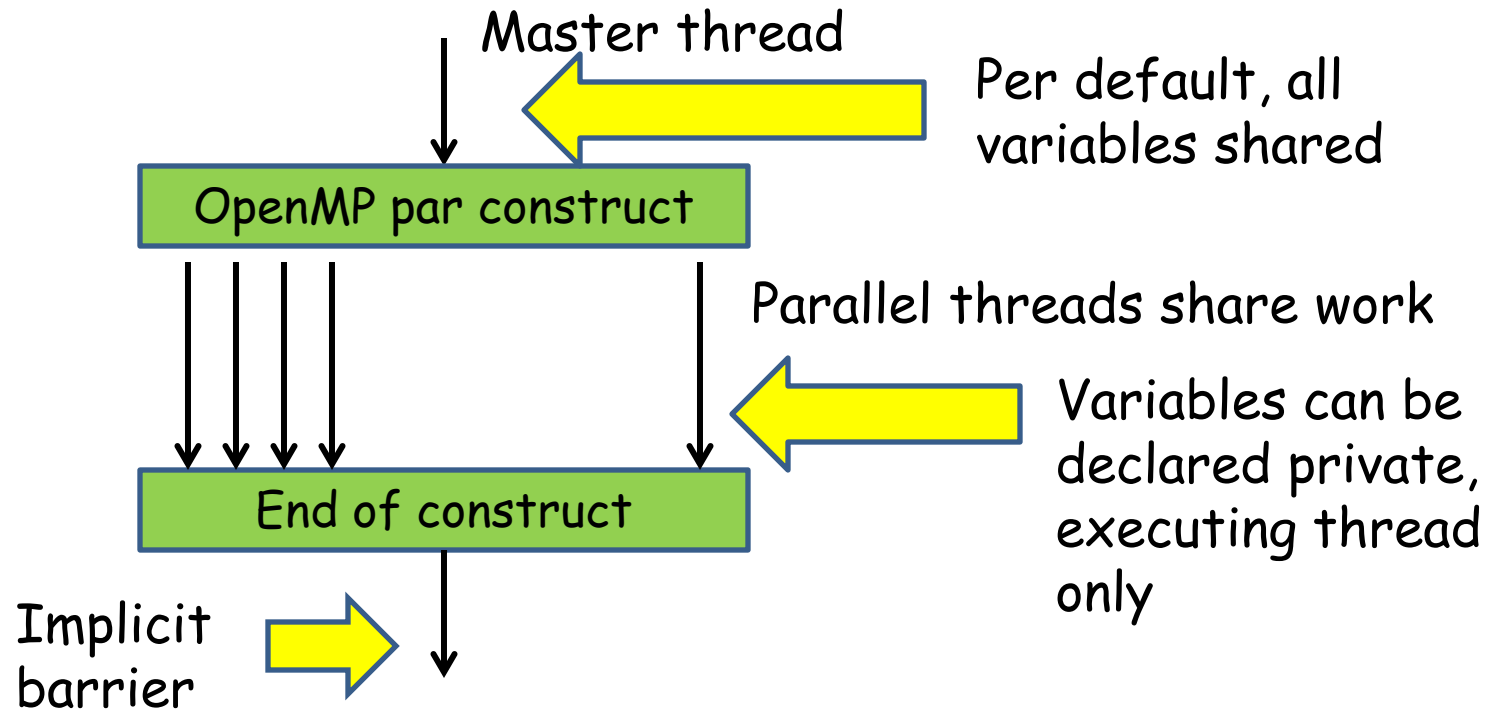 Master thread
Per default, all
variables shared
OpenMP par construct
Parallel threads share work
Variables can be
declared private,
executing thread
only
End of construct
Implicit
barrier